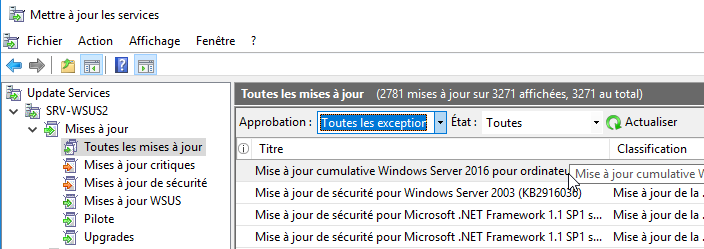 Mettre à jour les services
Fichier Action Affichage Fenêtre ?
Update Services
SRV-WSUS2
Mises à jour
Toutes les mises à jour
Mises à jour critiques
Mises à jour de sécurité
Mises à jour WSUS
Pilote
Upgrades
Toutes les mises à jour (2781 mises à jour sur 3271 affichées, 3271 au total)
Approbation : Toutes les exception État : Toutes Actualiser
Titre Classification
Mise à jour cumulative Windows Server 2016 pour ordinateu Mise à jour cumulative W
Mise à jour de sécurité pour Windows Server 2003 (KB2916036) Mises à jour de la .
Mise à jour de sécurité pour Microsoft .NET Framework 1.1 SP1 s... Mises à jour de la .
Mise à jour de sécurité pour Microsoft .NET Framework 1.1 SP1 s... Mises à jour de la .